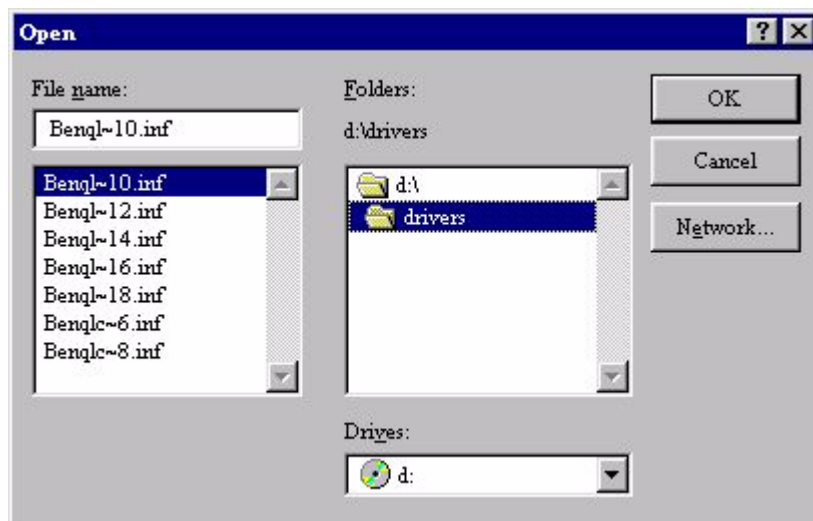 Open
File name:
Benql~10.inf
Benql~10.inf
Benql~12.inf
Benql~14.inf
Benql~16.inf
Benql~18.inf
Benqlc~6.inf
Benqlc~8.inf
Folders:
d:\drivers
d:\
drivers
Drives:
d:
OK
Cancel
Network...